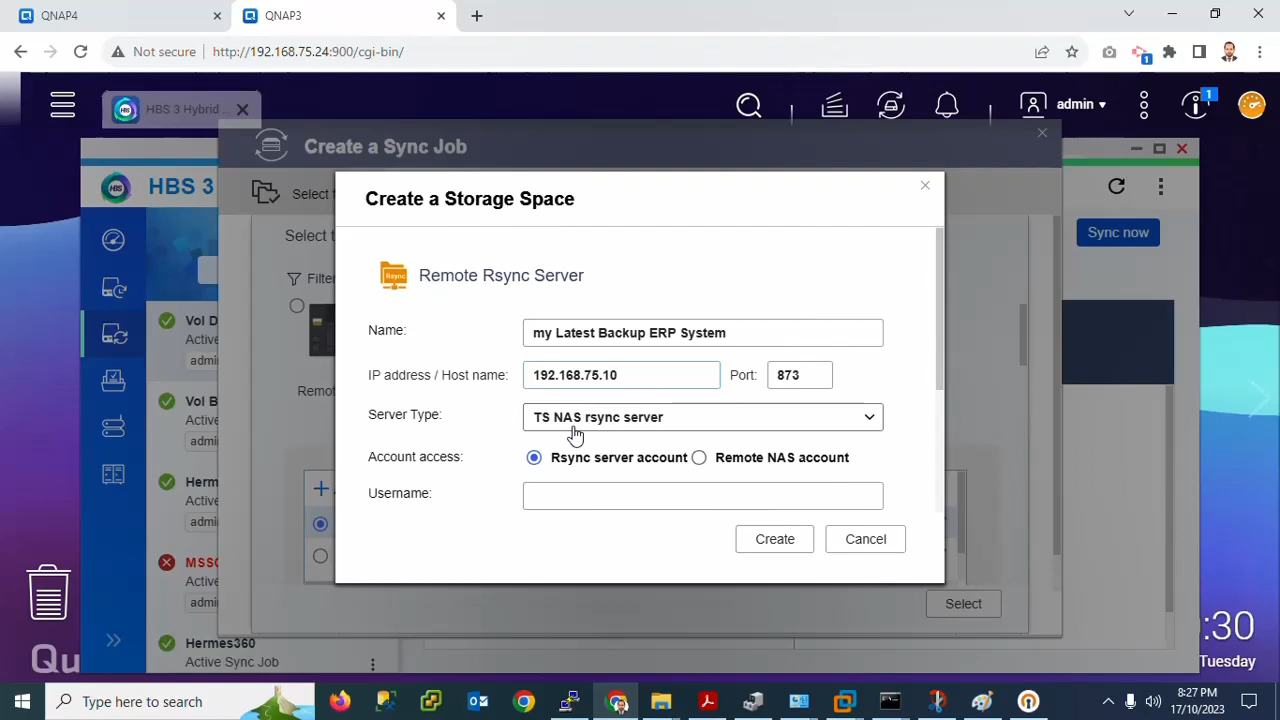 QNAP4
QNAP3
Not secure
http://192.168.75.24:900/cgi-bin/
1
HBS 3 Hybrid
admin
1
Create a Sync Job
HBS 3
Select t
Create a Storage Space
Sync now
Select t
Filter
Remote Rsync Server
Vol D
Active
admi
Name:
my Latest Backup ERP System
IP address / Host name:
192.168.75.10
Port:
873
Remot
Vol B
Active
admi
Server Type:
TS NAS rsync server
Account access:
Rsync server account
Remote NAS account
Herm
Active
admi
Username:
Create
Cancel
MSSQ
Active
admi
Select
:30
Tuesday
Hermes360
Active Sync Job
Qu
Type here to search
8:27 PM
17/10/2023